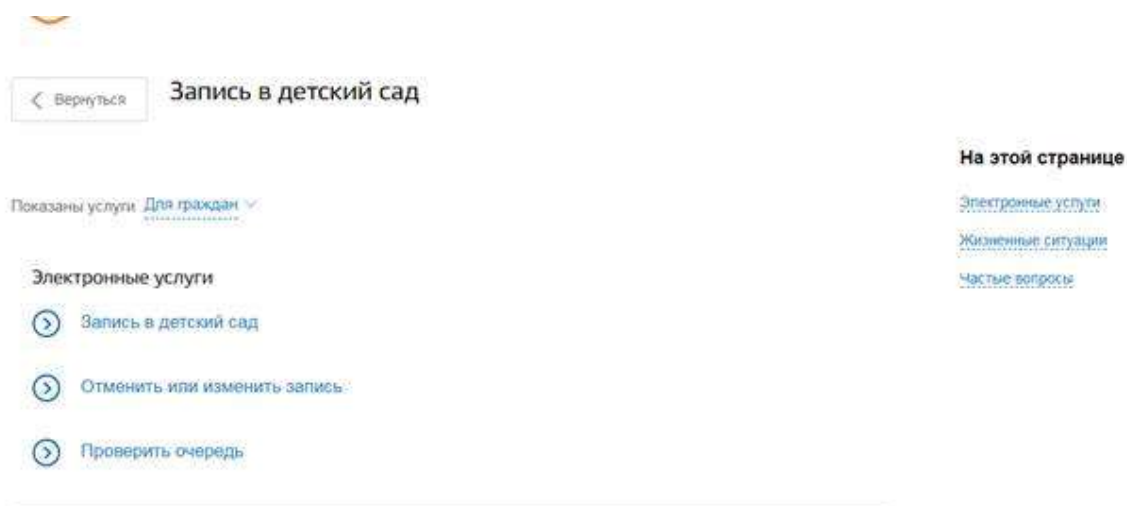 Вернуться
Запись в детский сад
Показаны услуги Для граждан
Электронные услуги
Запись в детский сад
Отменить или изменить запись
Проверить очередь
На этой странице
Электронные услуги
Жизненные ситуации
Частые вопросы